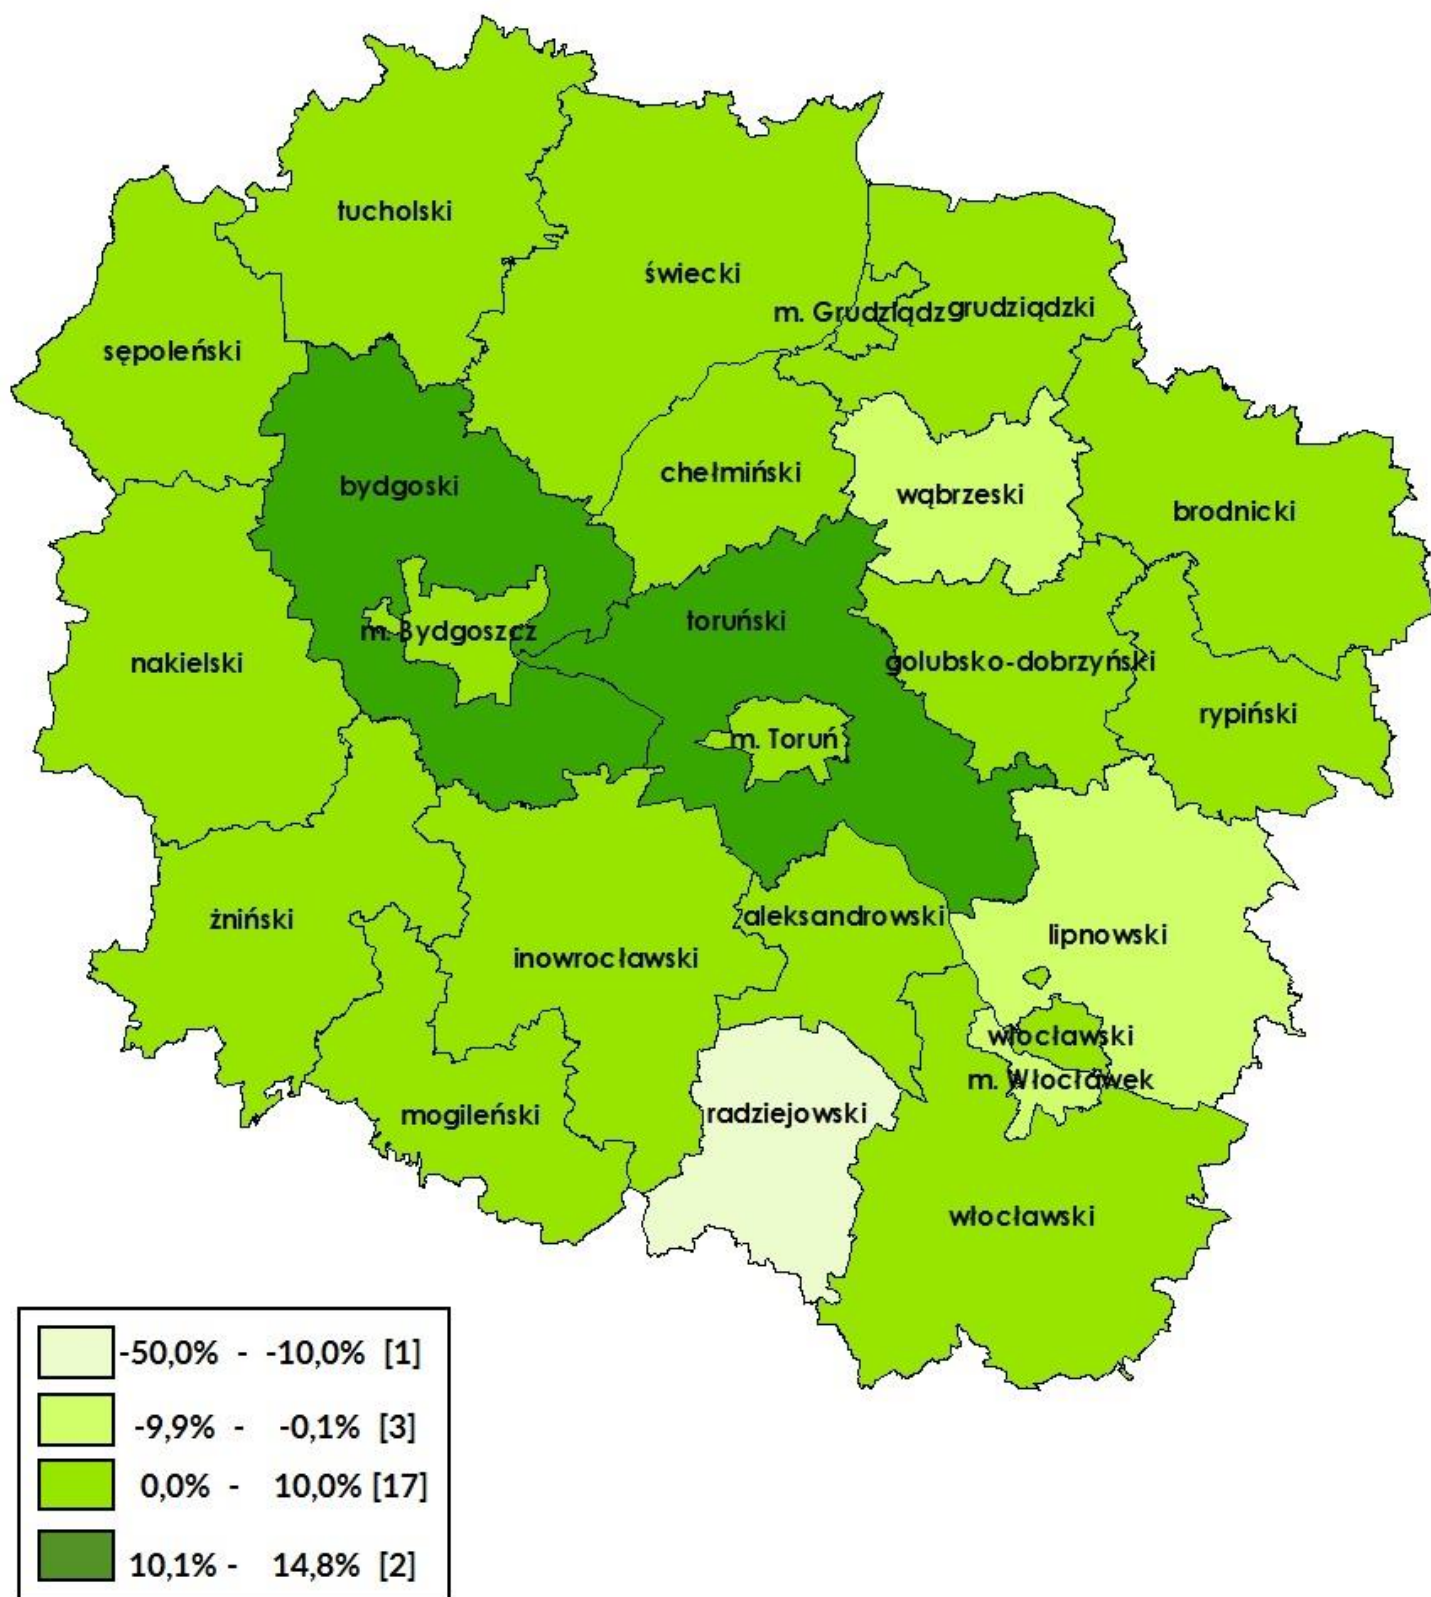 tucholski
świecki
m. Grudziądz
grudziądzki
sępoleński
chełmiński
bydgoski
wąbrzeski
brodnicki
toruński
m. Bydgoszcz
nakielski
golubsko-dobrzyński
rypiński
m. Toruń
żniński
aleksandrowski
lipnowski
inowrocławski
włocławski
m. Włocławek
mogileński
radziejowski
włocławski
-50,0% - -10,0% [1]
-9,9% - -0,1% [3]
0,0% - 10,0% [17]
10,1% - 14,8% [2]